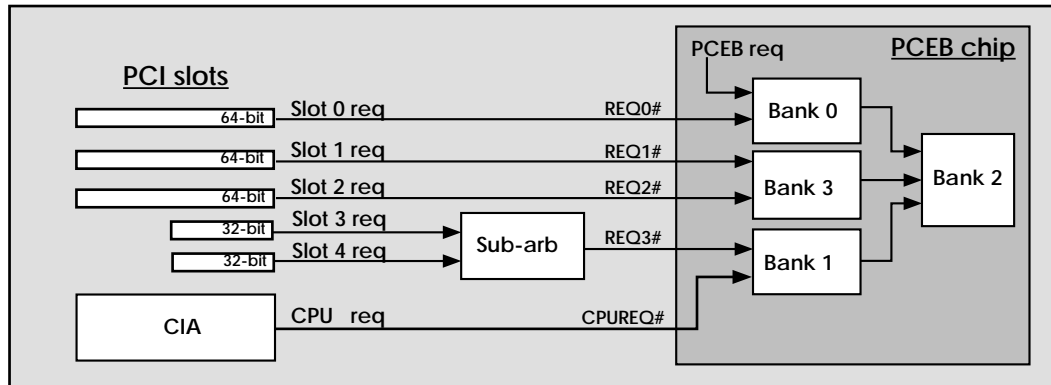 PCEB req
PCEB chip
PCI slots
64-bit
Slot 0 req
REQ0#
Bank 0
64-bit
Slot 1 req
REQ1#
64-bit
Slot 2 req
REQ2#
Bank 3
Bank 2
32-bit
Slot 3 req
32-bit
Slot 4 req
Sub-arb
REQ3#
Bank 1
CIA
CPU req
CPUREQ#